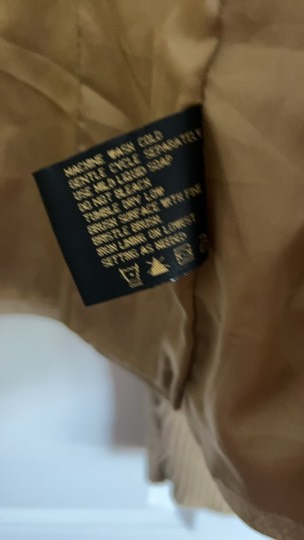 MACHINE WASH COLD
GENTLE CYCLE SEPARATELY
USE MILD LIQUID SOAP
DO NOT BLEACH
TUMBLE DRY LOW
BRUSH SURFACE WITH FINE
BRISTLE BRUSH
IRON LINING ON LOWEST
SETTING AS NEEDED